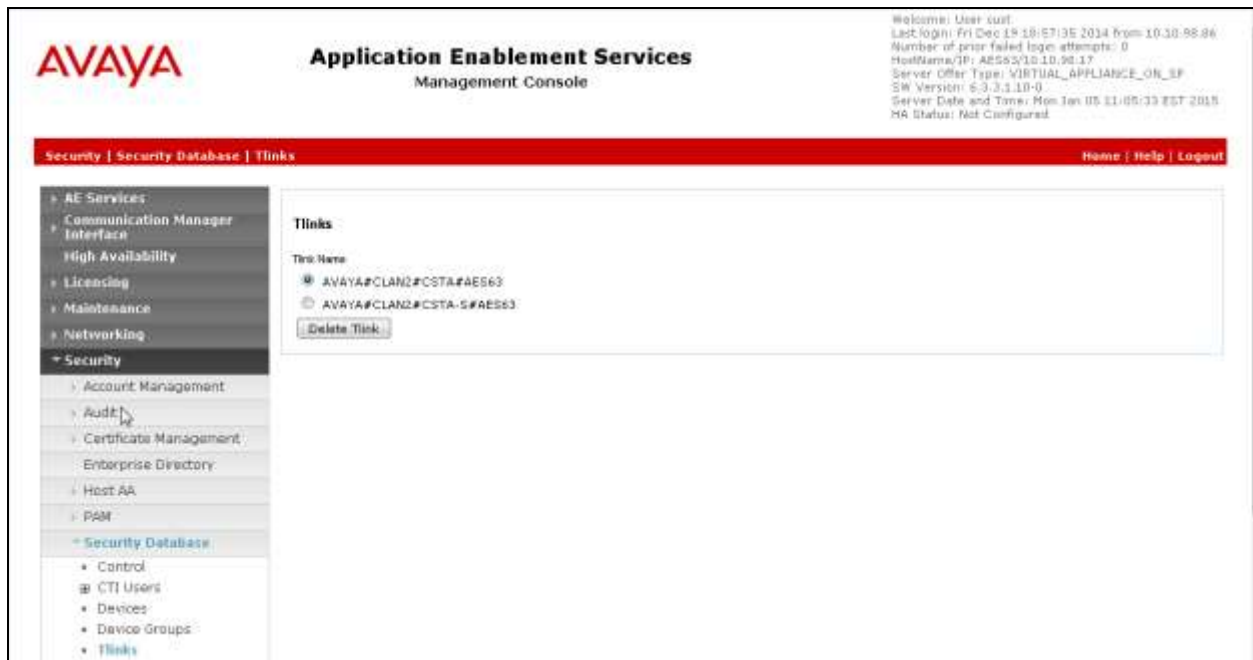 AVAYA
Application Enablement Services
Management Console
Welcome: User cust
Last login: Fri Dec 19 10:57:35 2014 from 10.10.98.86
Number of prior failed login attempts: 0
HostName/IP: AES63/10.10.98.17
Server Offer Type: VIRTUAL_APPLIANCE_ON_SP
SW Version: 6.3.3.1.10-0
Server Date and Time: Mon Jan 05 11:05:33 EST 2015
HA Status: Not Configured
Security | Security Database | Tlinks
Home | Help | Logout
AE Services
Communication Manager
Interface
High Availability
Licensing
Maintenance
Networking
Security
Account Management
Audit
Certificate Management
Enterprise Directory
Host AA
PAM
Security Database
Control
CTI Users
Devices
Device Groups
Tlinks
Tlinks
Tlink Name
AVAYA#CLAN2#CSTA#AES63
AVAYA#CLAN2#CSTA-S#AES63
Delete Tlink